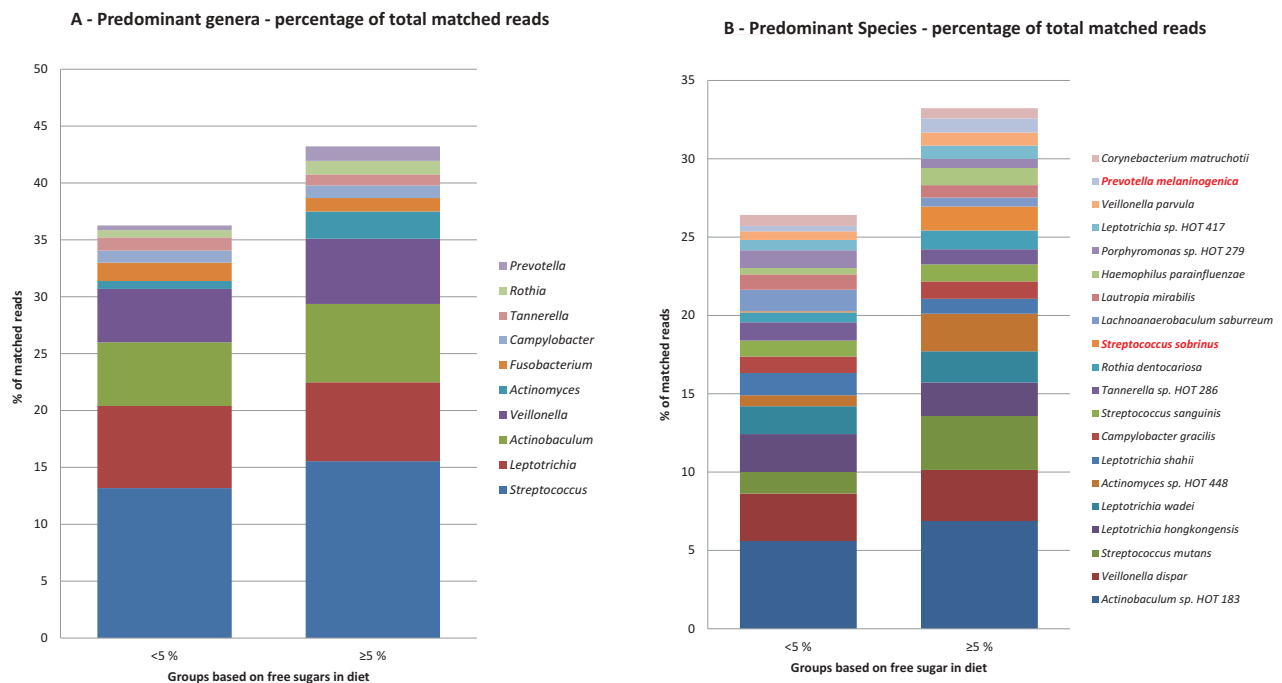 A - Predominant genera - percentage of total matched reads
% of matched reads
50
45
40
35
30
25
20
15
10
5
0
<5 %
≥5 %
Groups based on free sugars in diet
Prevotella
Rothia
Tannerella
Campylobacter
Fusobacterium
Actinomyces
Veillonella
Actinobaculum
Leptotrichia
Streptococcus
B - Predominant Species - percentage of total matched reads
% of matched reads
35
30
25
20
15
10
5
0
<5 %
≥5 %
Groups based on free sugar in diet
Corynebacterium matruchotii
Prevotella melaninogenica
Veillonella parvula
Leptotrichia sp. HOT 417
Porphyromonas sp. HOT 279
Haemophilus parainfluenzae
Lautropia mirabilis
Lachnoanaerobaculum saburreum
Streptococcus sobrinus
Rothia dentocariosa
Tannerella sp. HOT 286
Streptococcus sanguinis
Campylobacter gracilis
Leptotrichia shahii
Actinomyces sp. HOT 448
Leptotrichia wadei
Leptotrichia hongkongensis
Streptococcus mutans
Veillonella dispar
Actinobaculum sp. HOT 183